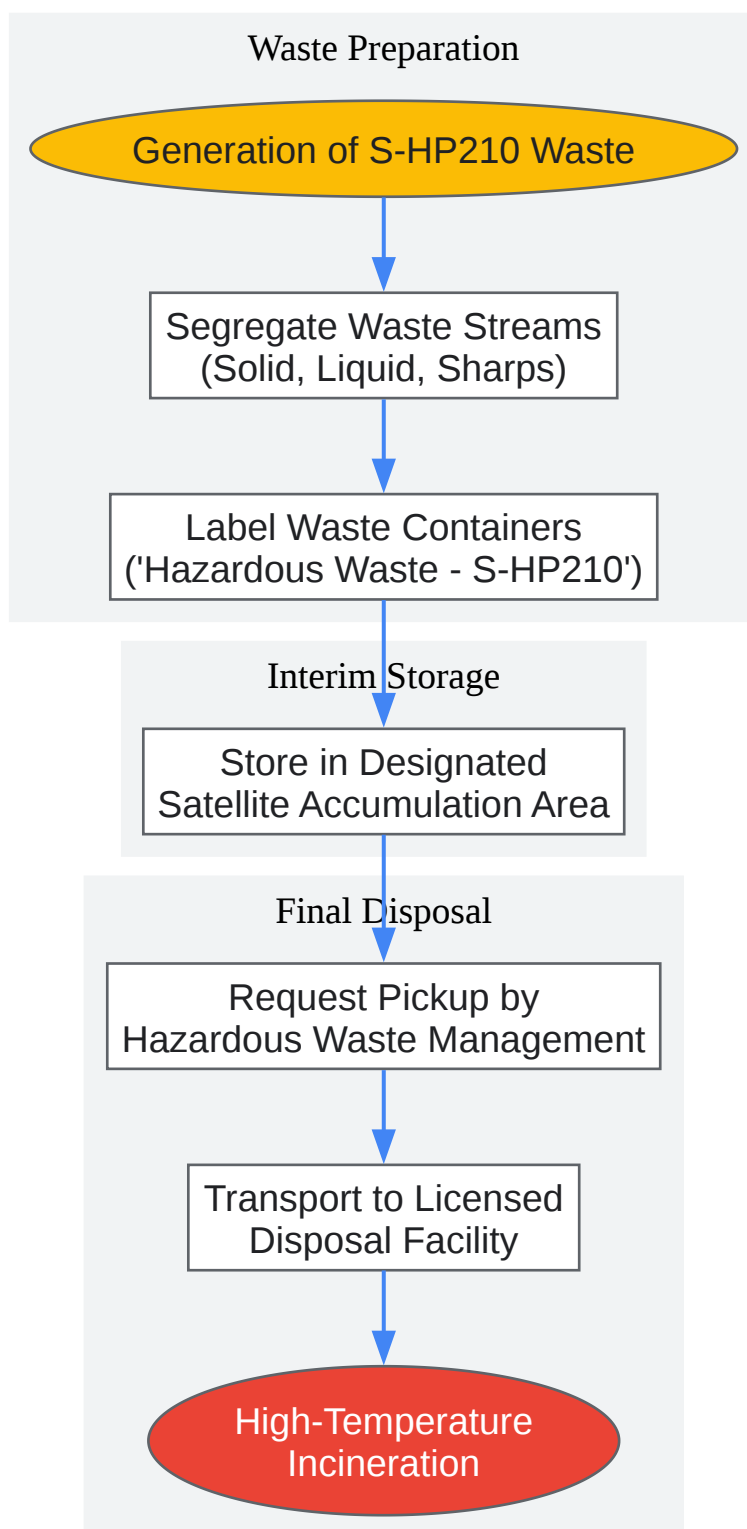 Waste Preparation
Generation of S-HP210 Waste
Segregate Waste Streams
(Solid, Liquid, Sharps)
Label Waste Containers
('Hazardous Waste - S-HP210')
Interim Storage
Store in Designated
Satellite Accumulation Area
Final Disposal
Request Pickup by
Hazardous Waste Management
Transport to Licensed
Disposal Facility
High-Temperature
Incineration